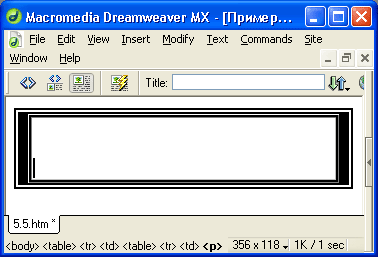 Macromedia Dreamweaver MX - [Пример...
File Edit View Insert Modify Text Commands Site
Window Help
Title:
5.5.htm*
<body> <table> <tr> <td> <table> <tr> <td> <p> 356 x 118 1K / 1 sec